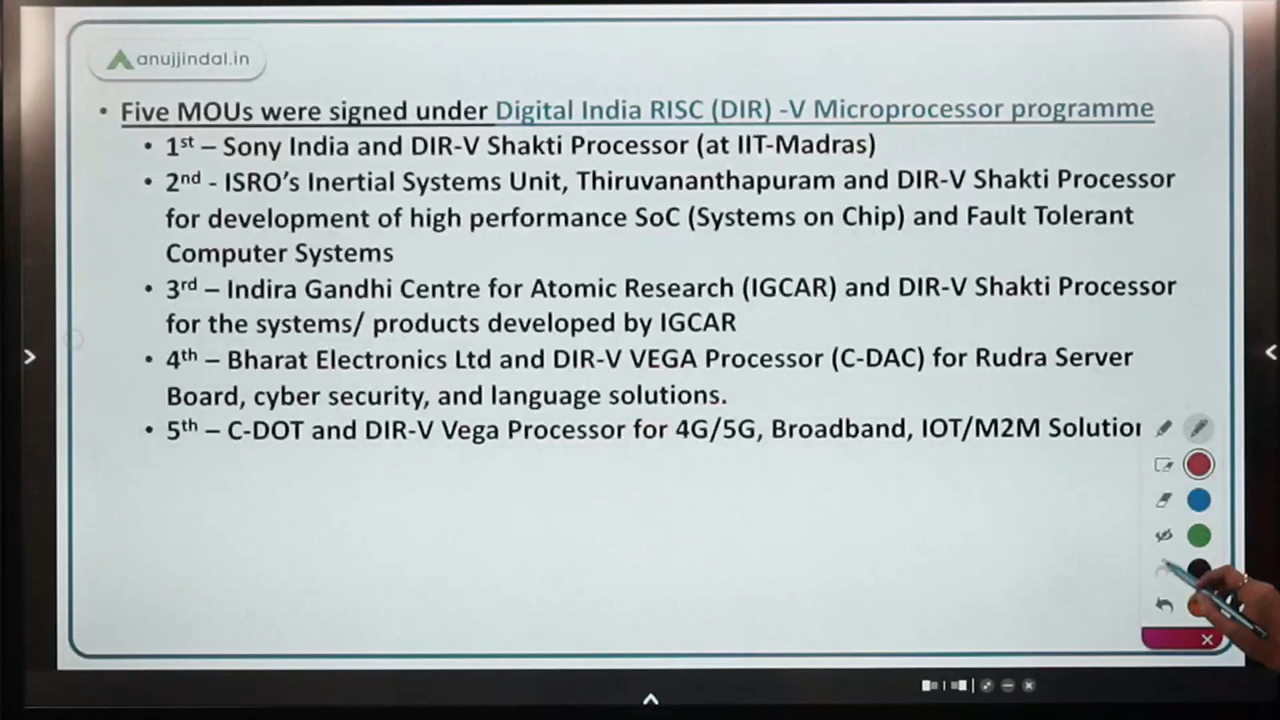 anujjindal.in
• Five MOUs were signed under Digital India RISC (DIR) -V Microprocessor programme
• 1st – Sony India and DIR-V Shakti Processor (at IIT-Madras)
• 2nd - ISRO's Inertial Systems Unit, Thiruvananthapuram and DIR-V Shakti Processor
for development of high performance SoC (Systems on Chip) and Fault Tolerant
Computer Systems
• 3rd – Indira Gandhi Centre for Atomic Research (IGCAR) and DIR-V Shakti Processor
for the systems/ products developed by IGCAR
• 4th – Bharat Electronics Ltd and DIR-V VEGA Processor (C-DAC) for Rudra Server
Board, cyber security, and language solutions.
• 5th – C-DOT and DIR-V Vega Processor for 4G/5G, Broadband, IOT/M2M